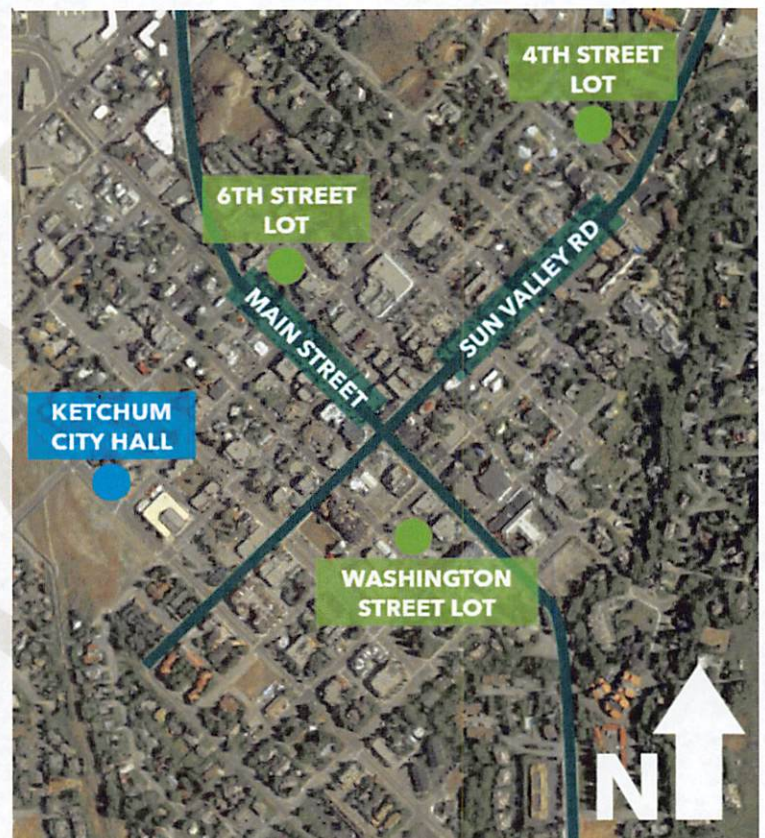 4TH STREET
LOT
6TH STREET
LOT
MAIN STREET
SUN VALLEY RD
KETCHUM
CITY HALL
WASHINGTON
STREET LOT
N